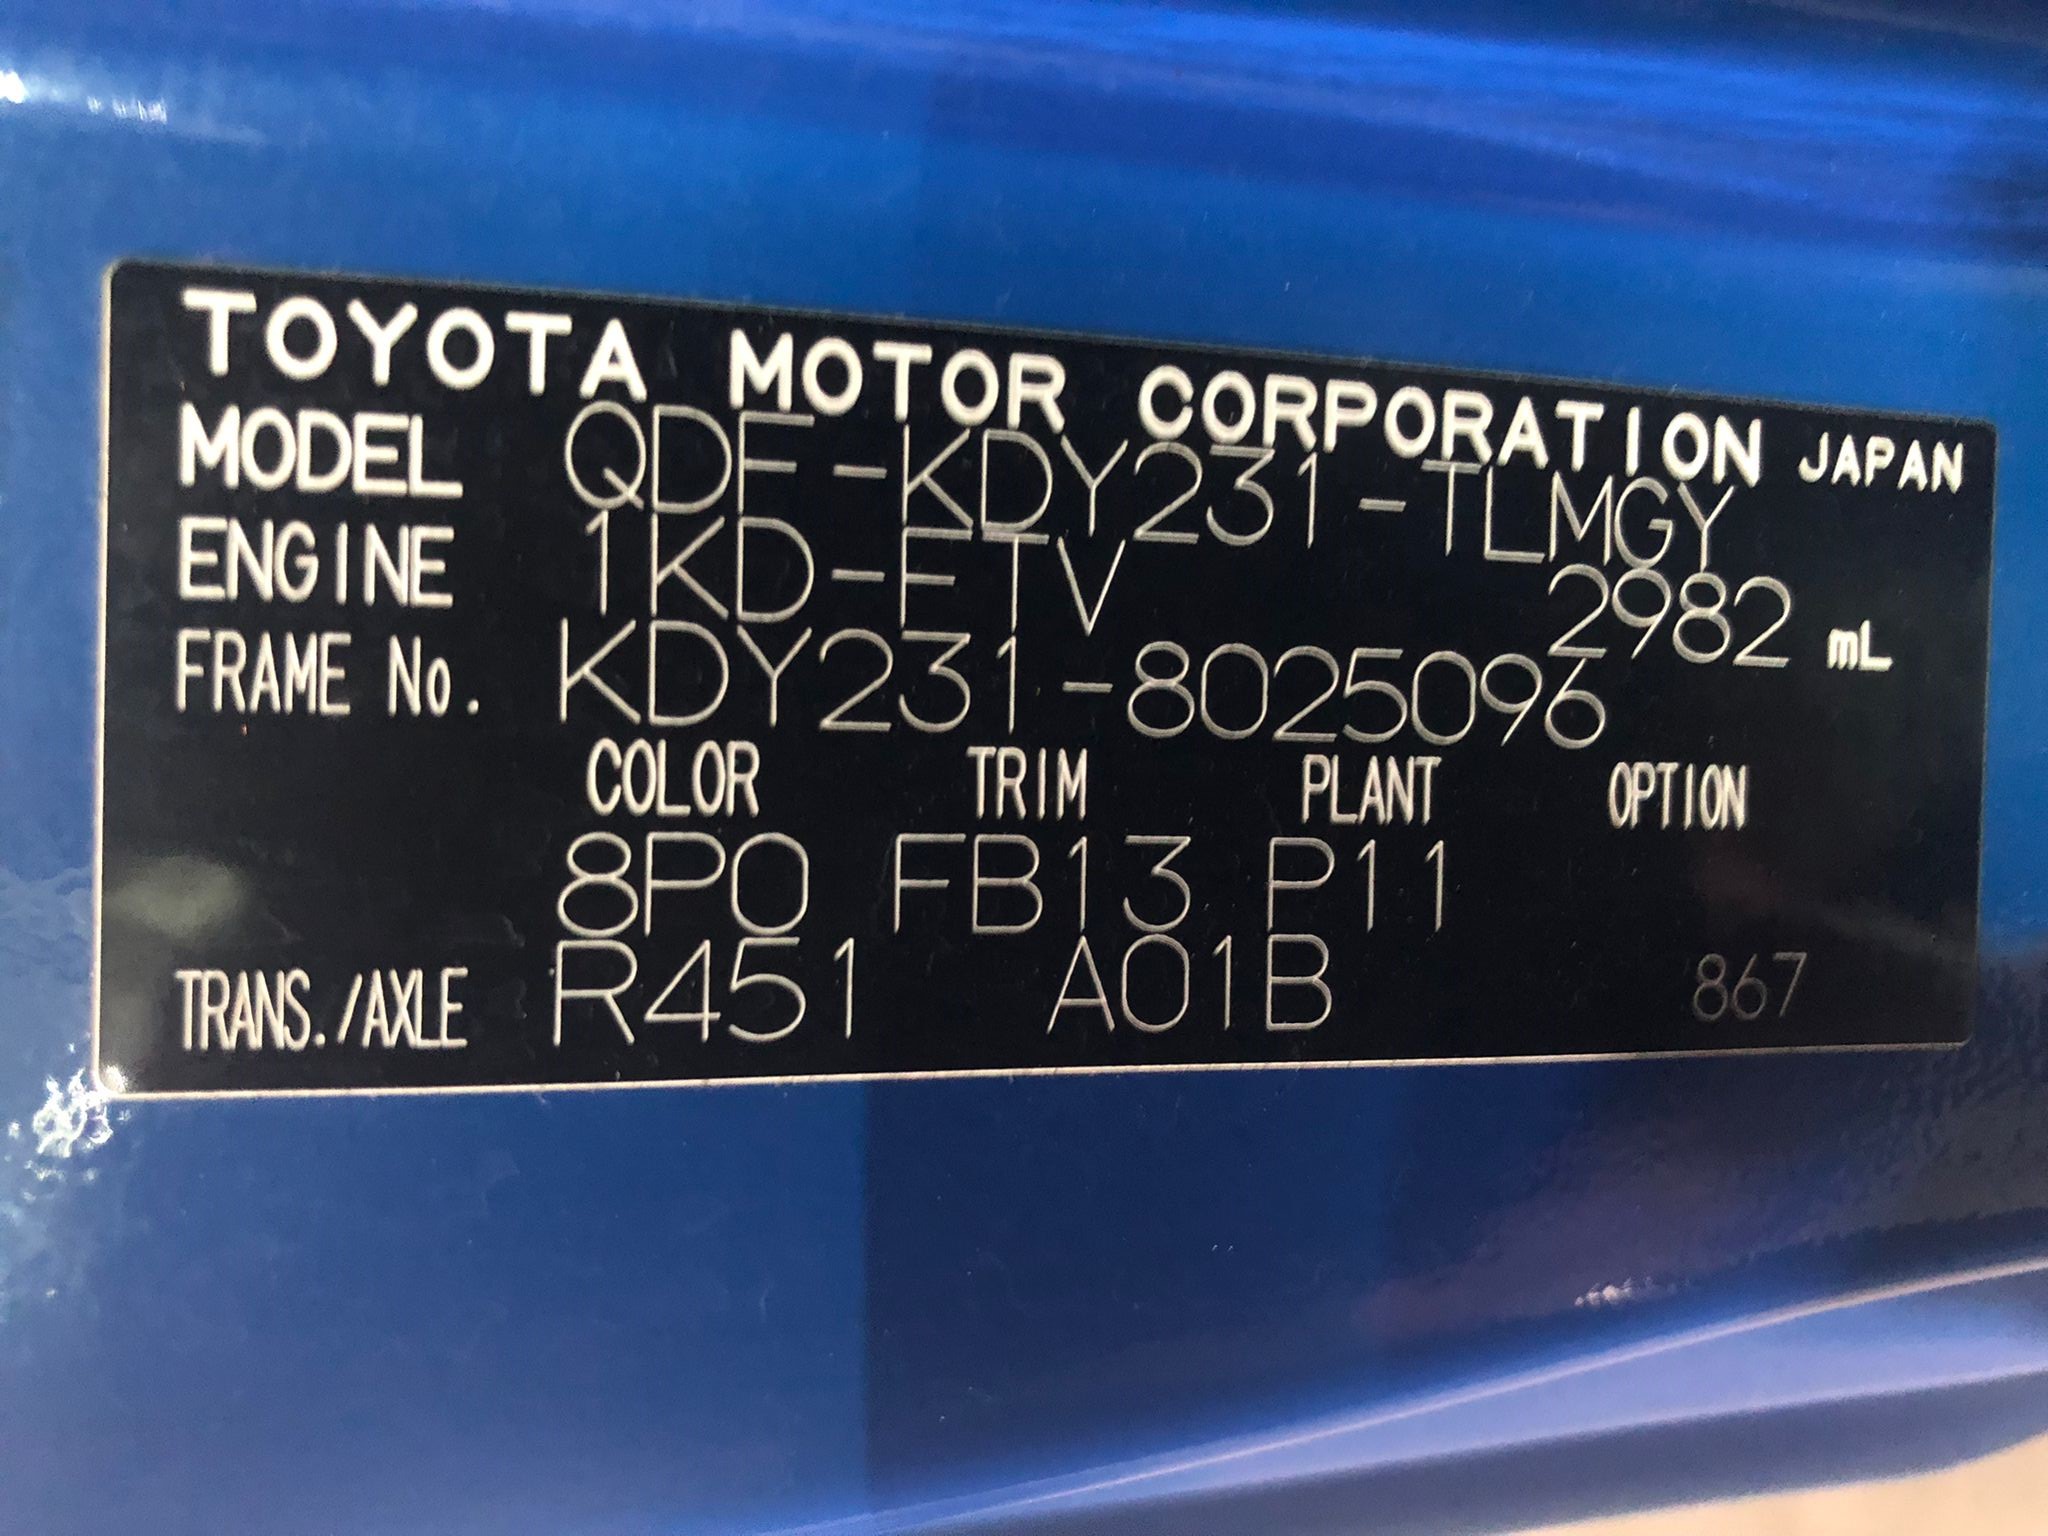 TOYOTA MOTOR CORPORATION JAPAN
MODEL QDF-KDY231-TLMGY
ENGINE 1KD-FTV 2982 mL
FRAME No. KDY231-8025096
COLOR TRIM PLANT OPTION
8P0 FB13 P11
TRANS./AXLE R451 A01B 867